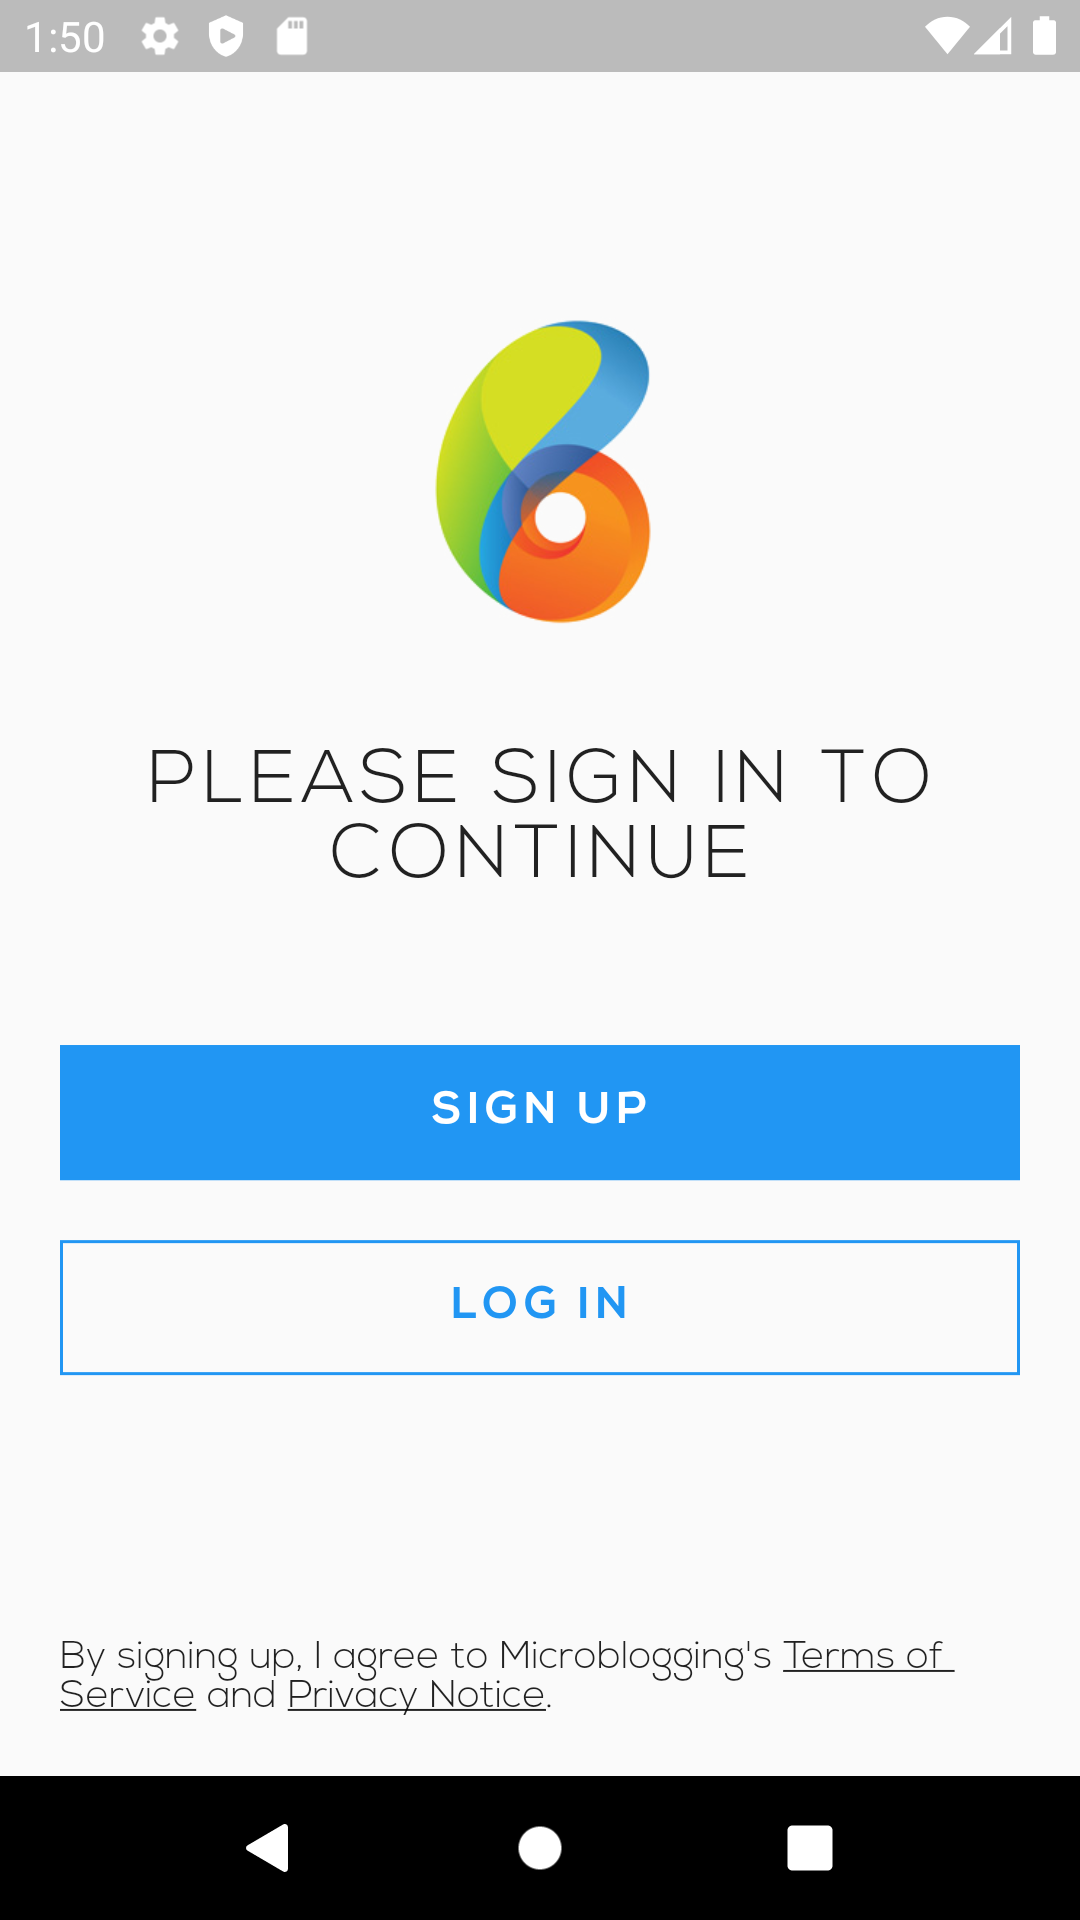 1:50
PLEASE SIGN IN TO
CONTINUE
SIGN UP
LOG IN
By signing up, I agree to Microblogging's Terms of
Service and Privacy Notice.